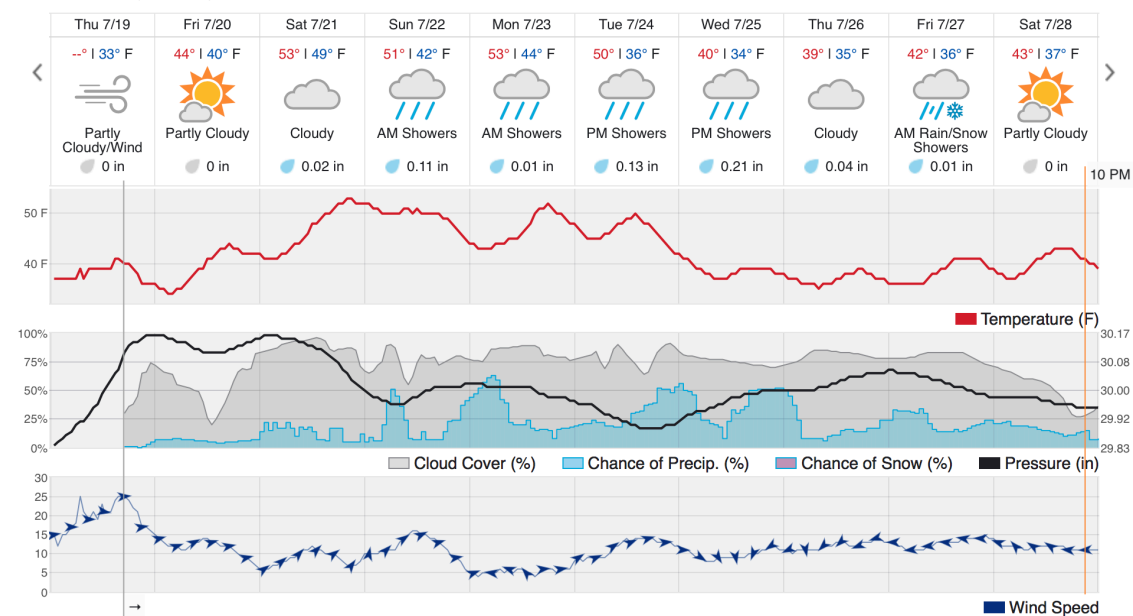 Thu 7/19 Fri 7/20 Sat 7/21 Sun 7/22 Mon 7/23 Tue 7/24 Wed 7/25 Thu 7/26 Fri 7/27 Sat 7/28
--° | 33° F 44° | 40° F 53° | 49° F 51° | 42° F 53° | 44° F 50° | 36° F 40° | 34° F 39° | 35° F 42° | 36° F 43° | 37° F
Partly Partly Cloudy Cloudy AM Showers AM Showers PM Showers PM Showers Cloudy AM Rain/Snow Partly Cloudy
Cloudy/Wind Showers
0 in 0 in 0.02 in 0.11 in 0.01 in 0.13 in 0.21 in 0.04 in 0.01 in 0 in
10 PM
50 F
40 F
Temperature (F)
100% 30.17
75% 30.08
50% 30.00
25% 29.92
0% 29.83
Cloud Cover (%) Chance of Precip. (%) Chance of Snow (%) Pressure (in)
30
25
20
15
10
5
0
→
Wind Speed